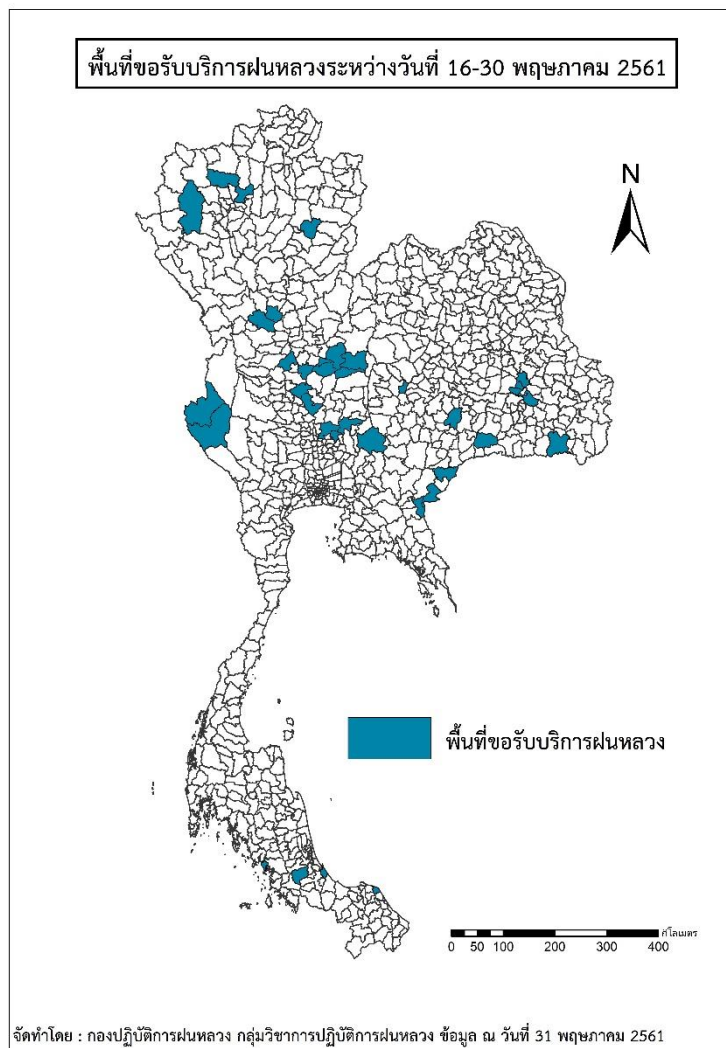 พื้นที่ขอรับบริการฝนหลวงระหว่างวันที่ 16-30 พฤษภาคม 2561
N
พื้นที่ขอรับบริการฝนหลวง
กิโลเมตร
0 50 100 200 300 400
จัดทำโดย : กองปฏิบัติการฝนหลวง กลุ่มวิชาการปฏิบัติการฝนหลวง ข้อมูล ณ วันที่ 31 พฤษภาคม 2561